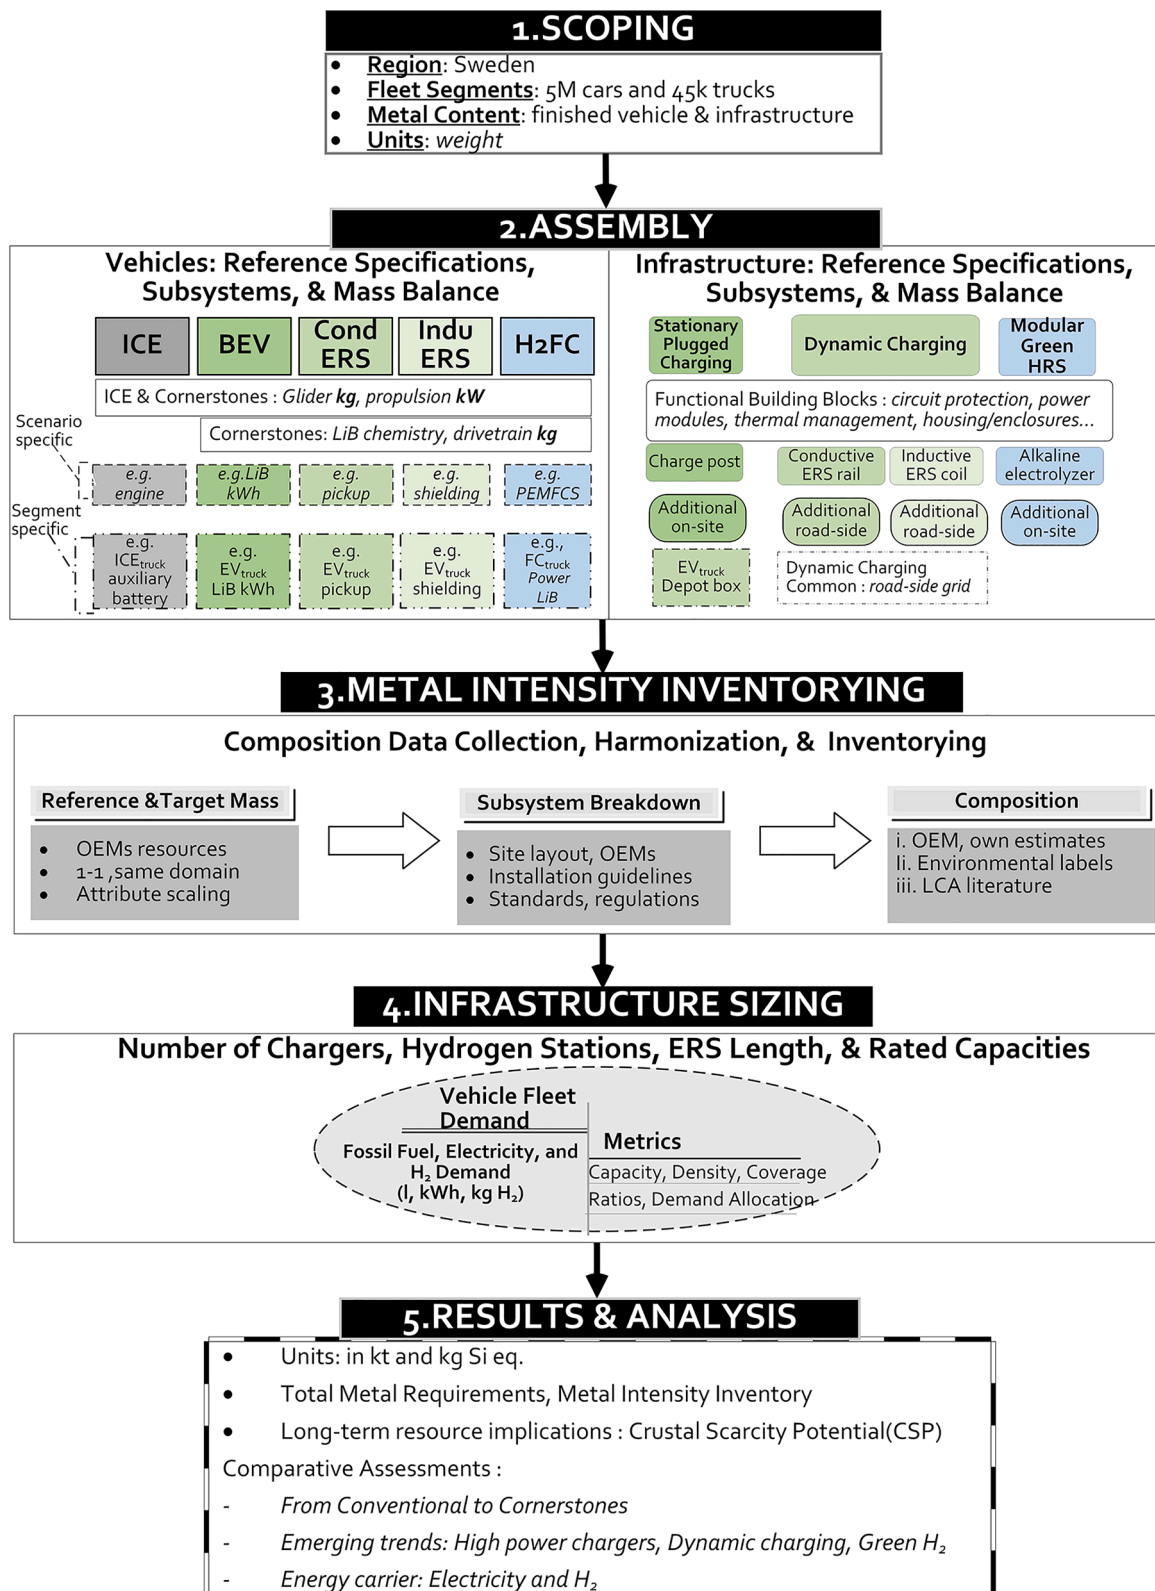 1.SCOPING
• Region: Sweden
• Fleet Segments: 5M cars and 45k trucks
• Metal Content: finished vehicle & infrastructure
• Units: weight
2.ASSEMBLY
Vehicles: Reference Specifications,
Subsystems, & Mass Balance
ICE
BEV
Cond
ERS
Indu
ERS
H2FC
ICE & Cornerstones : Glider kg, propulsion kW
Cornerstones: LiB chemistry, drivetrain kg
Scenario
specific
e.g.
engine
e.g.LiB
kWh
e.g.
pickup
e.g.
shielding
e.g.
PEMFCS
Segment
specific
e.g.
ICEtruck
auxiliary
battery
e.g.
EVtruck
LiB kWh
e.g.
EVtruck
pickup
e.g.
EVtruck
shielding
e.g.,
FCtruck
Power
LiB
Infrastructure: Reference Specifications,
Subsystems, & Mass Balance
Stationary
Plugged
Charging
Dynamic Charging
Modular
Green
HRS
Functional Building Blocks : circuit protection, power
modules, thermal management, housing/enclosures...
Charge post
Conductive
ERS rail
Inductive
ERS coil
Alkaline
electrolyzer
Additional
on-site
Additional
road-side
Additional
road-side
Additional
on-site
EVtruck
Depot box
Dynamic Charging
Common : road-side grid
3.METAL INTENSITY INVENTORYING
Composition Data Collection, Harmonization, & Inventorying
Reference &Target Mass
• OEMs resources
• 1-1 ,same domain
• Attribute scaling
Subsystem Breakdown
• Site layout, OEMs
• Installation guidelines
• Standards, regulations
Composition
i. OEM, own estimates
Ii. Environmental labels
iii. LCA literature
4.INFRASTRUCTURE SIZING
Number of Chargers, Hydrogen Stations, ERS Length, & Rated Capacities
Vehicle Fleet
Demand
Fossil Fuel, Electricity, and
H₂ Demand
(l, kWh, kg H₂)
Metrics
Capacity, Density, Coverage
Ratios, Demand Allocation
5.RESULTS & ANALYSIS
• Units: in kt and kg Si eq.
• Total Metal Requirements, Metal Intensity Inventory
• Long-term resource implications : Crustal Scarcity Potential(CSP)
Comparative Assessments :
- From Conventional to Cornerstones
- Emerging trends: High power chargers, Dynamic charging, Green H₂
- Energy carrier: Electricity and H₂